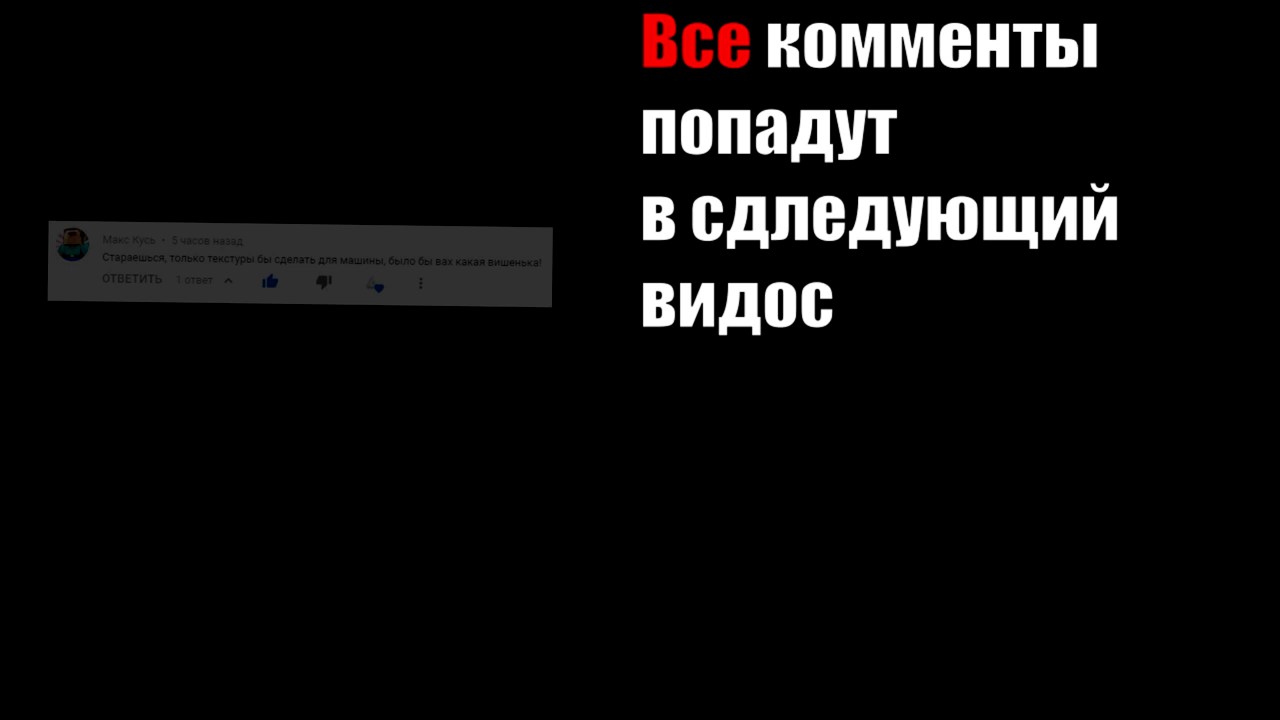 Все комменты
попадут
в сдледующий
видос
Макс Кусь • 5 часов назад
Стараешься, только текстуры бы сделать для машины, было бы вах какая вишенька!
ОТВЕТИТЬ 1 ответ